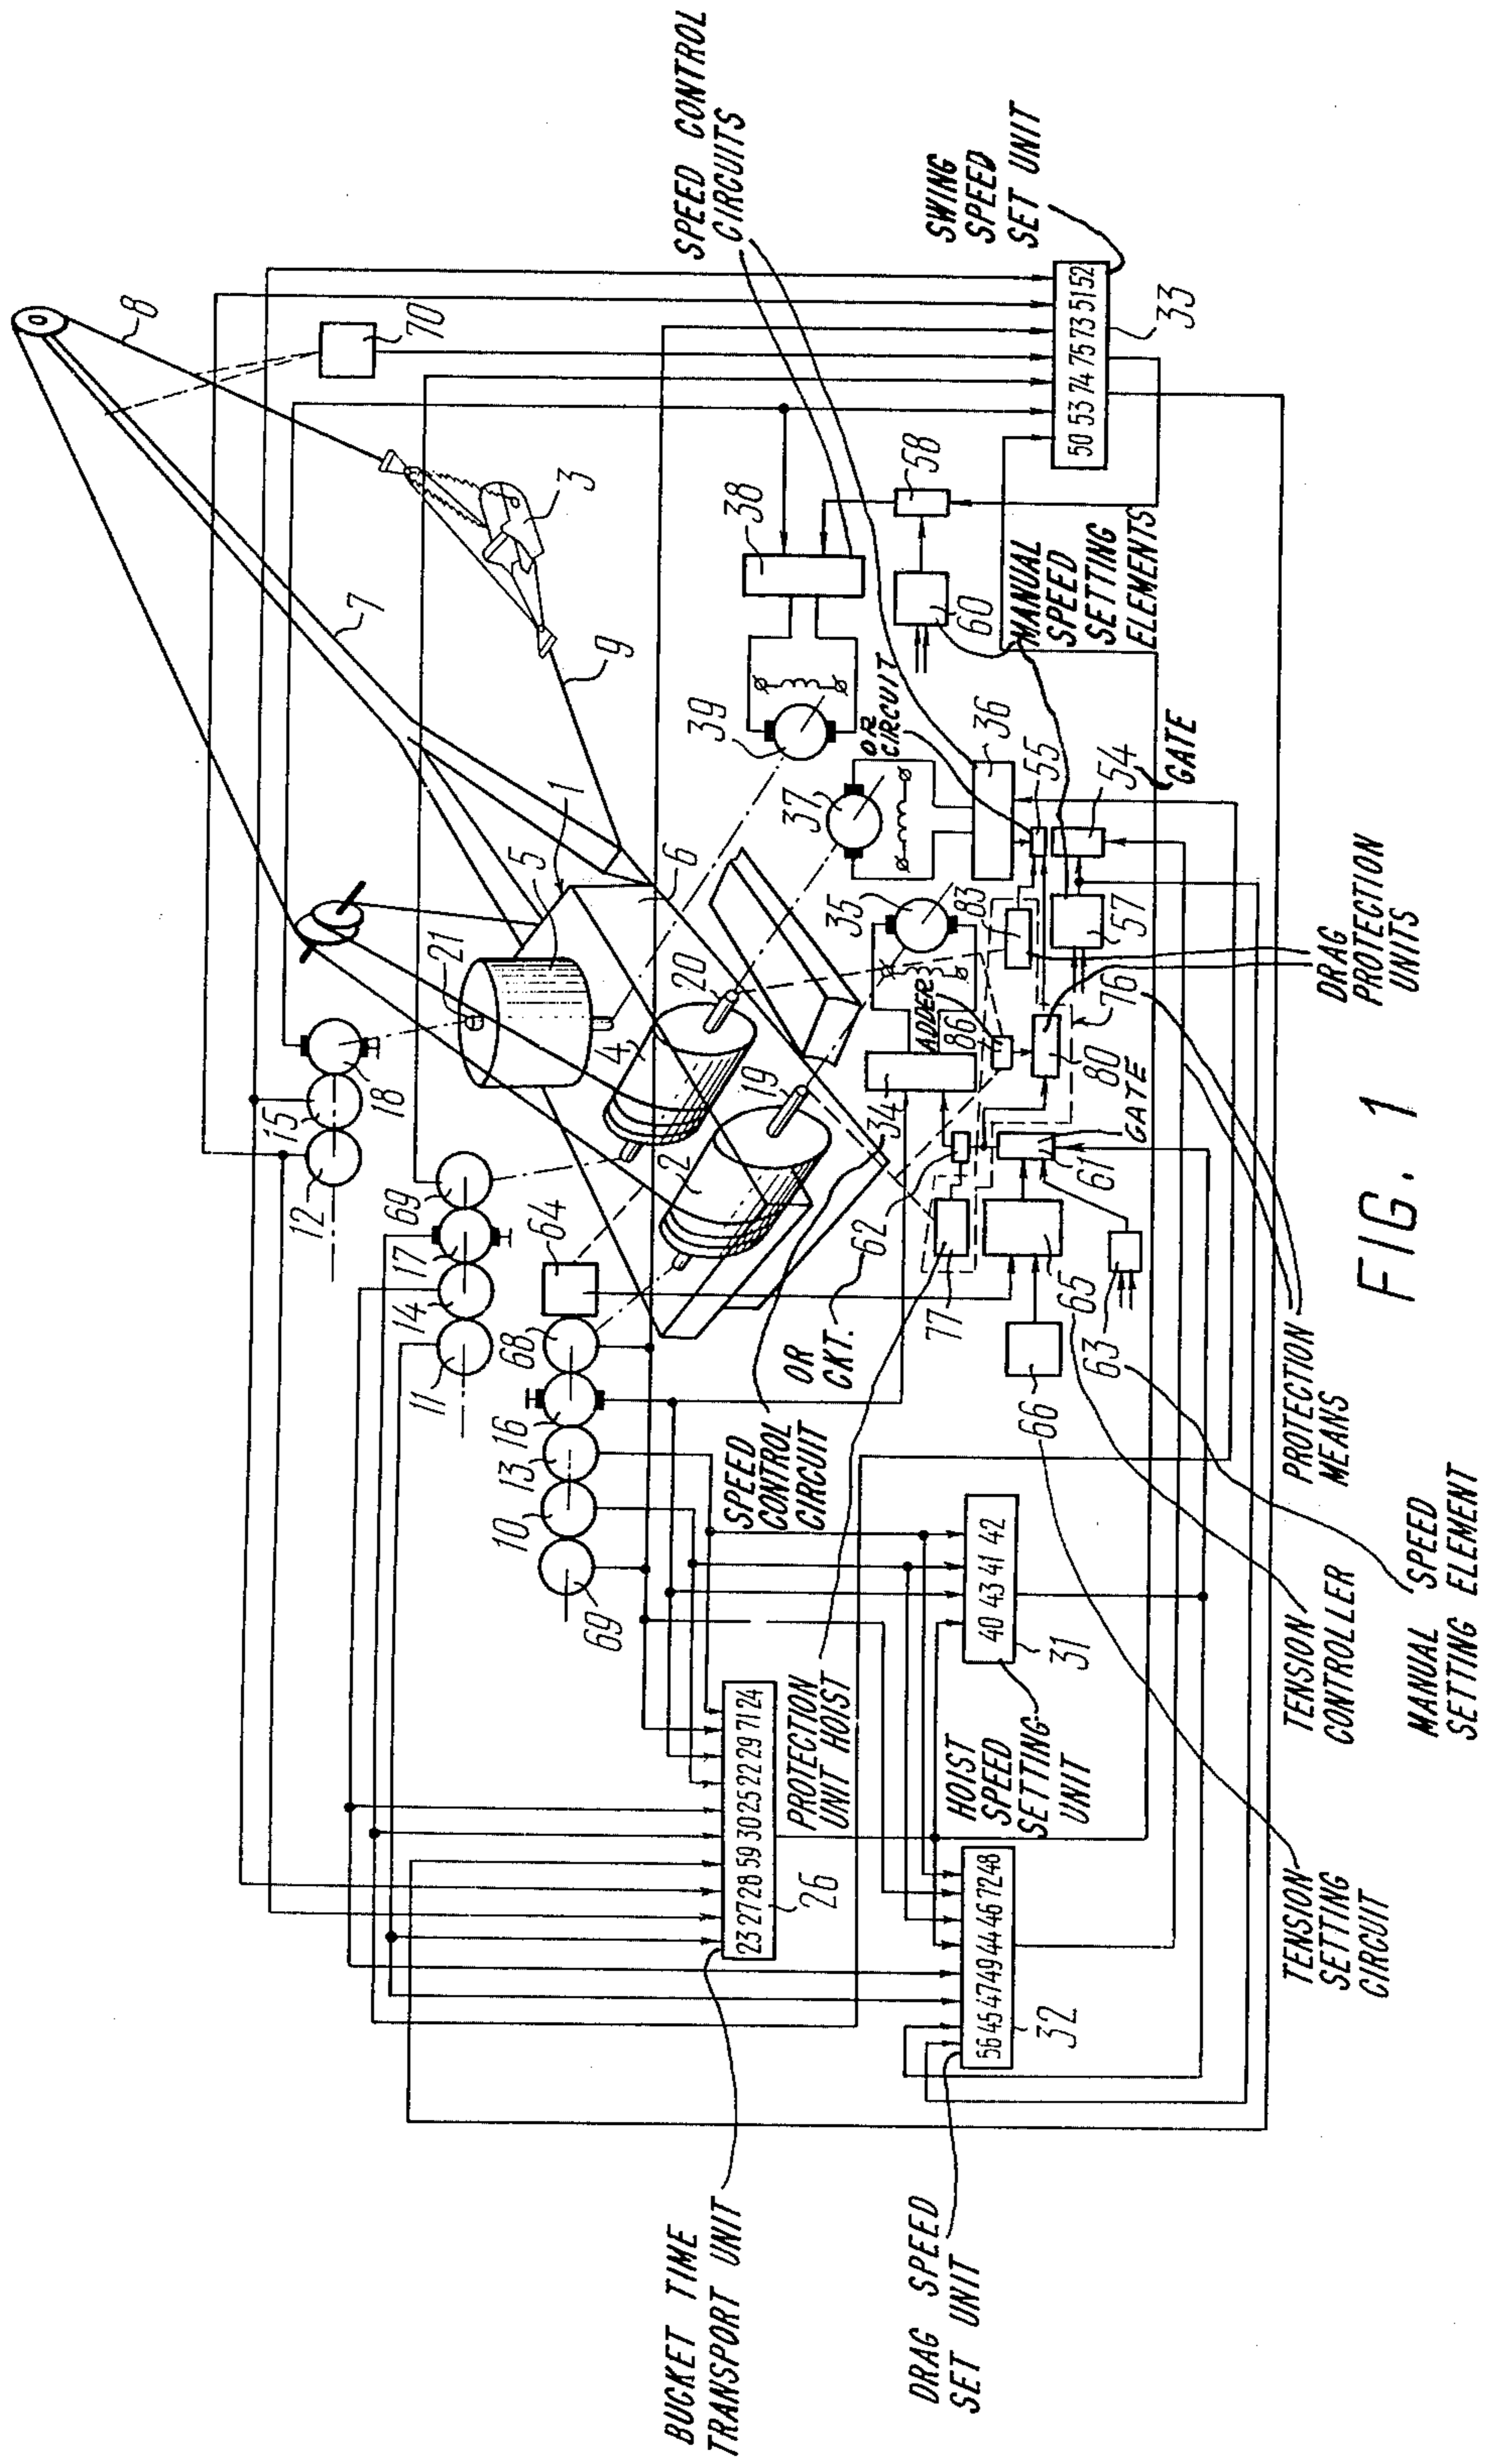 8
70
7
3
9
SPEED CONTROL
CIRCUITS
SWING
SPEED
SET UNIT
50 53 74 75 73 51 52
33
38
58
60
MANUAL
SPEED
SETTING
ELEMENTS
39
OR
CIRCUIT
36
37
55
54
GATE
1
5
6
21
4
20
2
19
35
83
57
ADDER
86
80
76
DRAG
PROTECTION
UNITS
34
GATE
61
62
77
65
63
66
18
15
12
69
17
14
11
64
68
16
13
10
69
OR
CKT.
SPEED
CONTROL
CIRCUIT
PROTECTION
MEANS
FIG. 1
40 43 41 42
31
HOIST
SPEED
SETTING
UNIT
PROTECTION
UNIT HOIST
23 27 28 59 30 25 22 29 71 24
26
56 45 47 49 44 46 72 48
32
MANUAL SPEED
SETTING ELEMENT
TENSION
CONTROLLER
TENSION
SETTING
CIRCUIT
BUCKET TIME
TRANSPORT UNIT
DRAG SPEED
SET UNIT